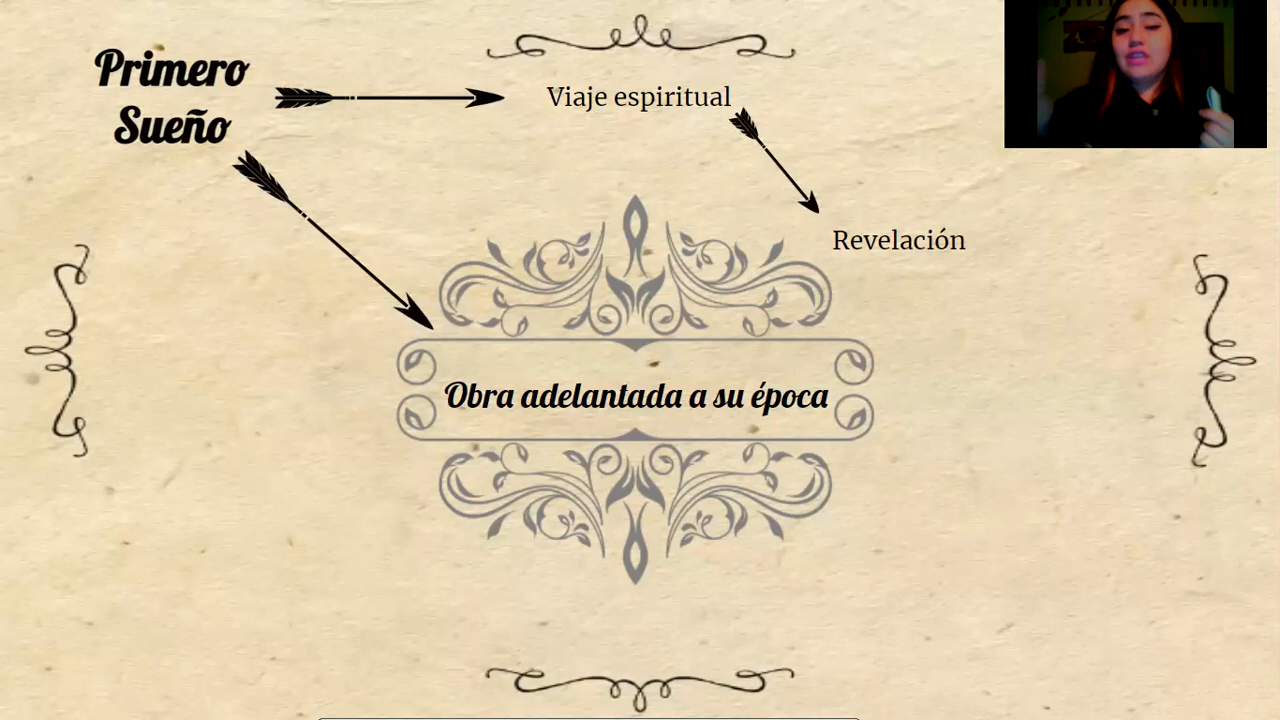 Primero
Sueño
Viaje espiritual
Revelación
Obra adelantada a su época